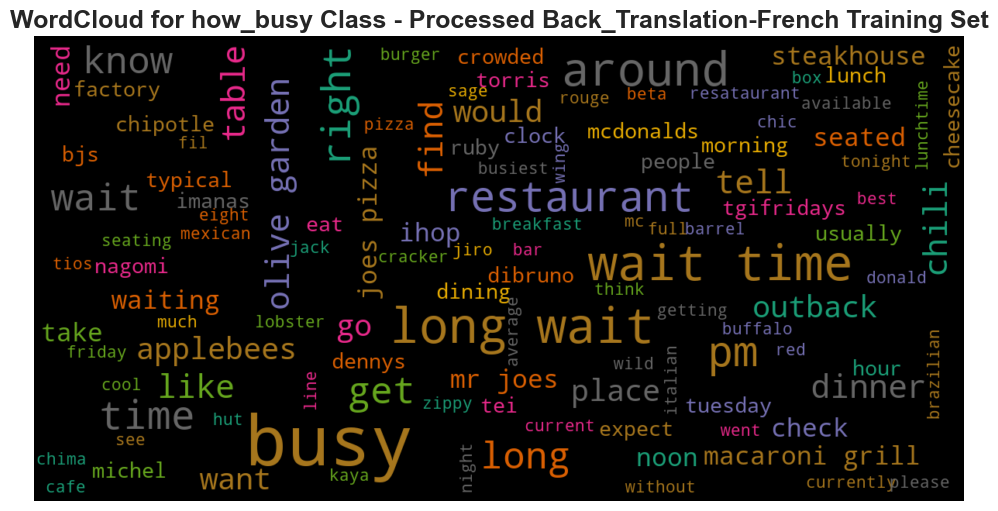 WordCloud for how_busy Class - Processed Back_Translation-French Training Set
need know table right burger crowded around steakhouse
factory torris box lunch cheesecake
sage rouge beta resataurant available
chipotle find would chic lunchtime
fil pizza clock mcdonalds seated
bjs olive garden ruby wing morning
busiest people tonight
wait typical joes pizza restaurant tell chili
imanas tgifridays best
eight eat breakfast mc full barrel
seating mexican ihop usually
jack cracker jiro bar wait time
tios nagomi dibruno donald
waiting dining think
much lobster go long wait average getting outback
take buffalo
friday applebees dennys wild italian pm red brazilian
cool like line get mr joes place hour dinner
time hut zippy tei tuesday
see busy current expect went check
chima michel kaya night long noon macaroni grill
cafe want without currently please